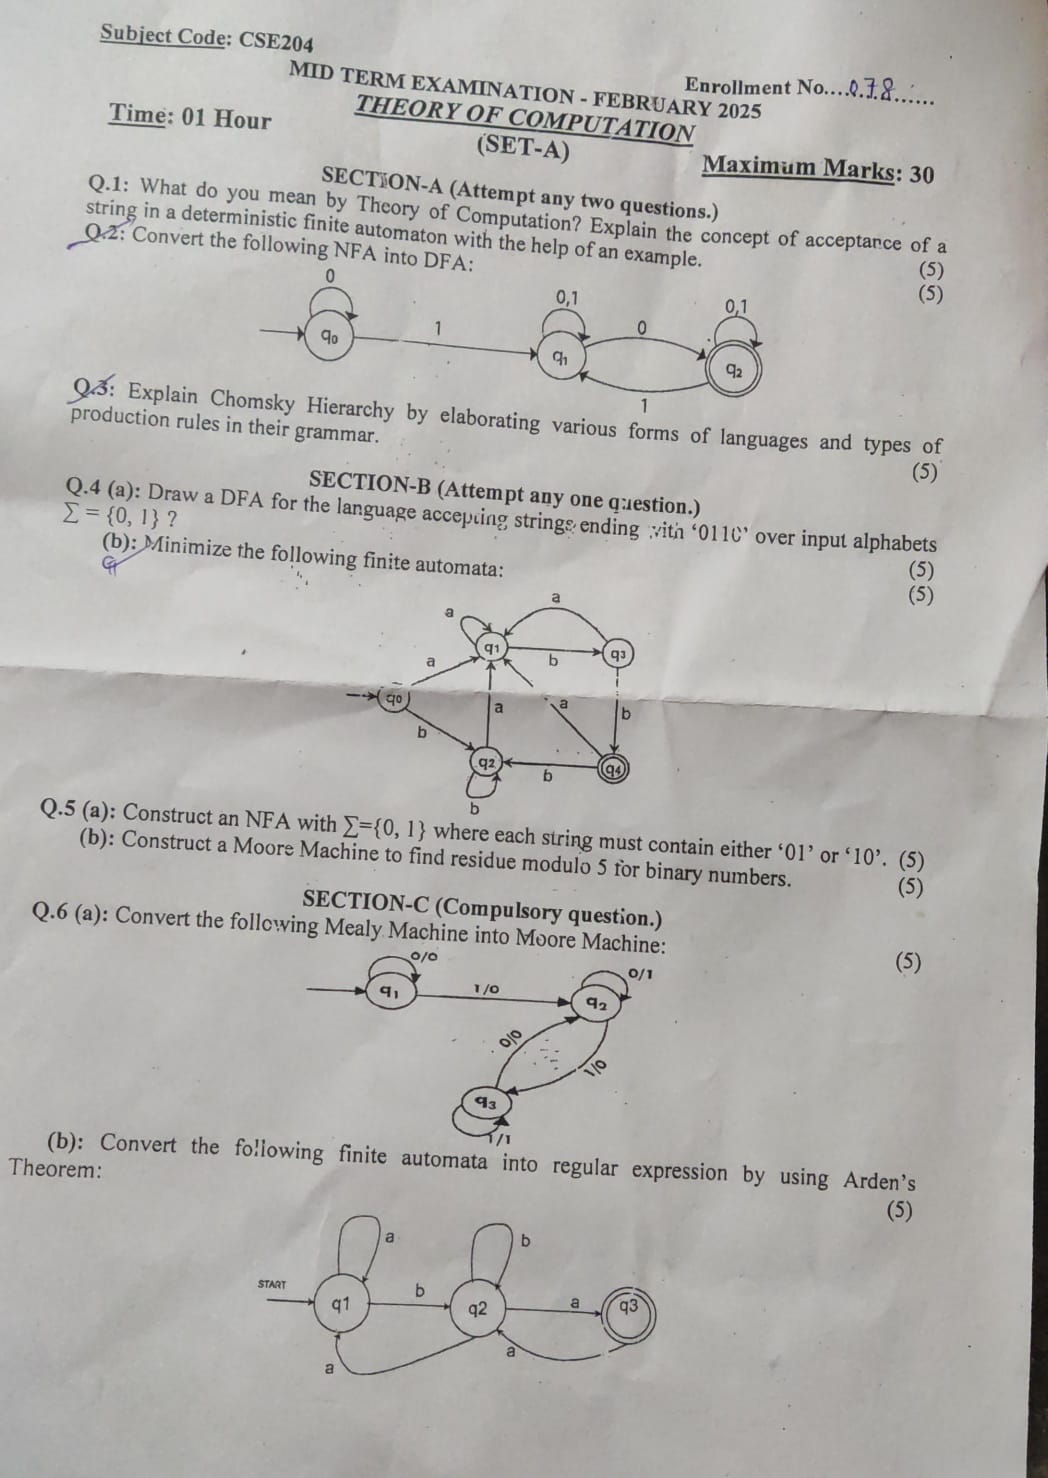 Subject Code: CSE204
Enrollment No....078......
MID TERM EXAMINATION - FEBRUARY 2025
THEORY OF COMPUTATION
Time: 01 Hour
(SET-A)
Maximum Marks: 30
SECTION-A (Attempt any two questions.)
Q.1: What do you mean by Theory of Computation? Explain the concept of acceptance of a
string in a deterministic finite automaton with the help of an example.
(5)
Q.2: Convert the following NFA into DFA:
(5)
0
0,1
0,1
1
0
q0
q1
q2
1
Q.3: Explain Chomsky Hierarchy by elaborating various forms of languages and types of
production rules in their grammar.
(5)
SECTION-B (Attempt any one question.)
Q.4 (a): Draw a DFA for the language accepting strings ending with ‘0110’ over input alphabets
∑ = {0, 1} ?
(5)
(b): Minimize the following finite automata:
(5)
a
a
q1
b
q3
a
q0
a
a
b
b
q2
b
q4
b
Q.5 (a): Construct an NFA with ∑={0, 1} where each string must contain either ‘01’ or ‘10’. (5)
(b): Construct a Moore Machine to find residue modulo 5 for binary numbers.
(5)
SECTION-C (Compulsory question.)
Q.6 (a): Convert the following Mealy Machine into Moore Machine:
(5)
0/0
0/1
q1
1/0
q2
0/0
1/0
q3
1/1
(b): Convert the following finite automata into regular expression by using Arden’s
Theorem:
(5)
a
b
START
q1
b
q2
a
q3
a
a